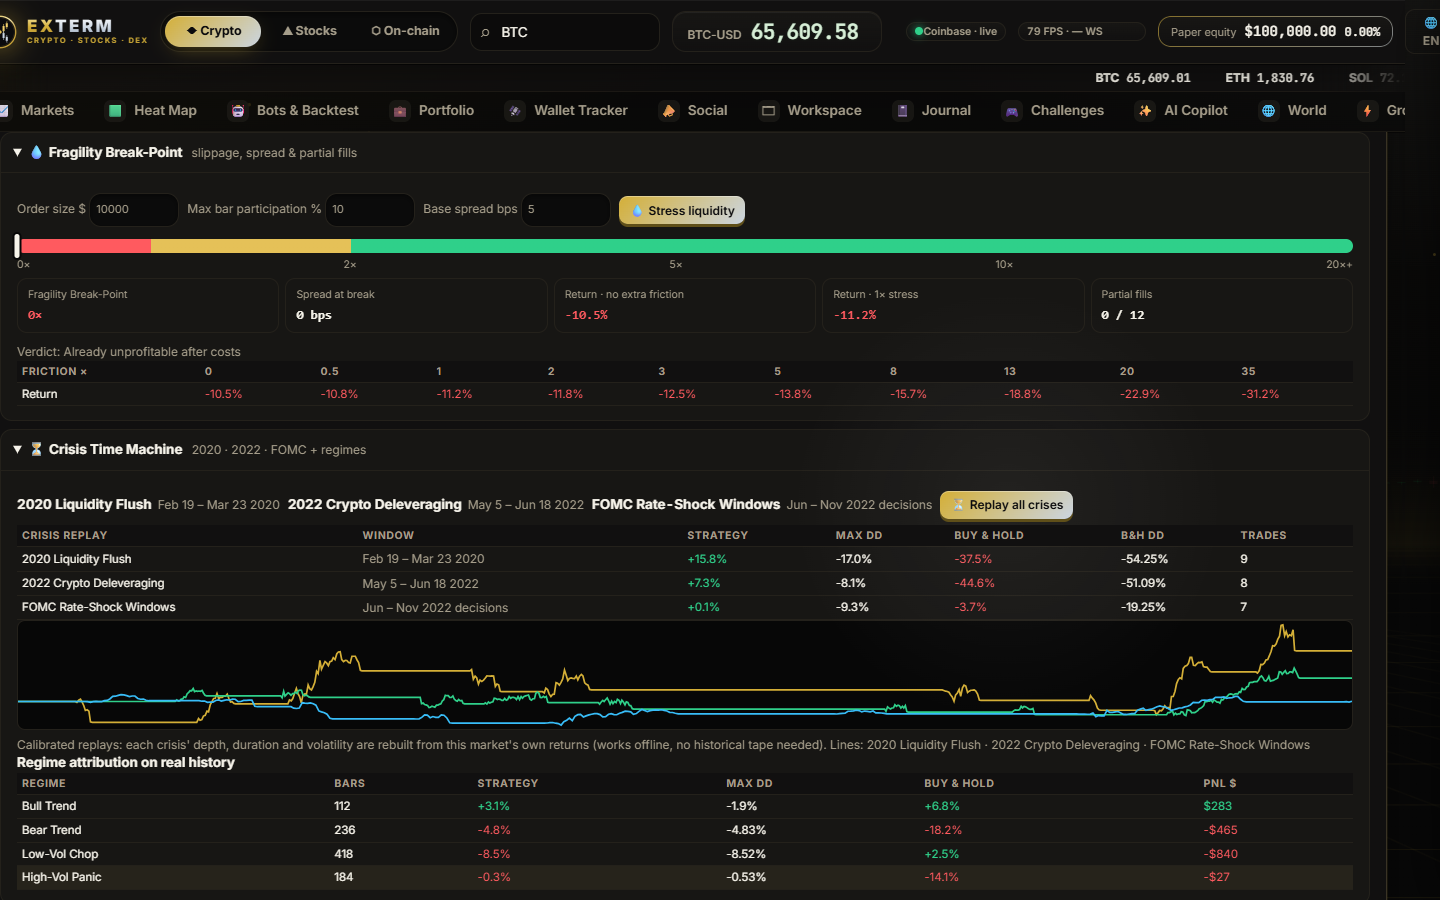 EXTERM
CRYPTO · STOCKS · DEX
Crypto
Stocks
On-chain
BTC
BTC-USD 65,609.58
Coinbase · live
79 FPS · — WS
Paper equity $100,000.00 0.00%
EN
BTC 65,609.01 ETH 1,830.76 SOL 72.
Markets
Heat Map
Bots & Backtest
Portfolio
Wallet Tracker
Social
Workspace
Journal
Challenges
AI Copilot
World
Gr
▼ Fragility Break-Point slippage, spread & partial fills
Order size $ 10000 Max bar participation % 10 Base spread bps 5 Stress liquidity
0× 2× 5× 10× 20×+
Fragility Break-Point Spread at break Return · no extra friction Return · 1× stress Partial fills
0× 0 bps -10.5% -11.2% 0 / 12
Verdict: Already unprofitable after costs
FRICTION × 0 0.5 1 2 3 5 8 13 20 35
Return -10.5% -10.8% -11.2% -11.8% -12.5% -13.8% -15.7% -18.8% -22.9% -31.2%
▼ Crisis Time Machine 2020 · 2022 · FOMC + regimes
2020 Liquidity Flush Feb 19 – Mar 23 2020 2022 Crypto Deleveraging May 5 – Jun 18 2022 FOMC Rate-Shock Windows Jun – Nov 2022 decisions Replay all crises
CRISIS REPLAY WINDOW STRATEGY MAX DD BUY & HOLD B&H DD TRADES
2020 Liquidity Flush Feb 19 – Mar 23 2020 +15.8% -17.0% -37.5% -54.25% 9
2022 Crypto Deleveraging May 5 – Jun 18 2022 +7.3% -8.1% -44.6% -51.09% 8
FOMC Rate-Shock Windows Jun – Nov 2022 decisions +0.1% -9.3% -3.7% -19.25% 7
Calibrated replays: each crisis' depth, duration and volatility are rebuilt from this market's own returns (works offline, no historical tape needed). Lines: 2020 Liquidity Flush · 2022 Crypto Deleveraging · FOMC Rate-Shock Windows
Regime attribution on real history
REGIME BARS STRATEGY MAX DD BUY & HOLD PNL $
Bull Trend 112 +3.1% -1.9% +6.8% $283
Bear Trend 236 -4.8% -4.83% -18.2% -$465
Low-Vol Chop 418 -8.5% -8.52% +2.5% -$840
High-Vol Panic 184 -0.3% -0.53% -14.1% -$27